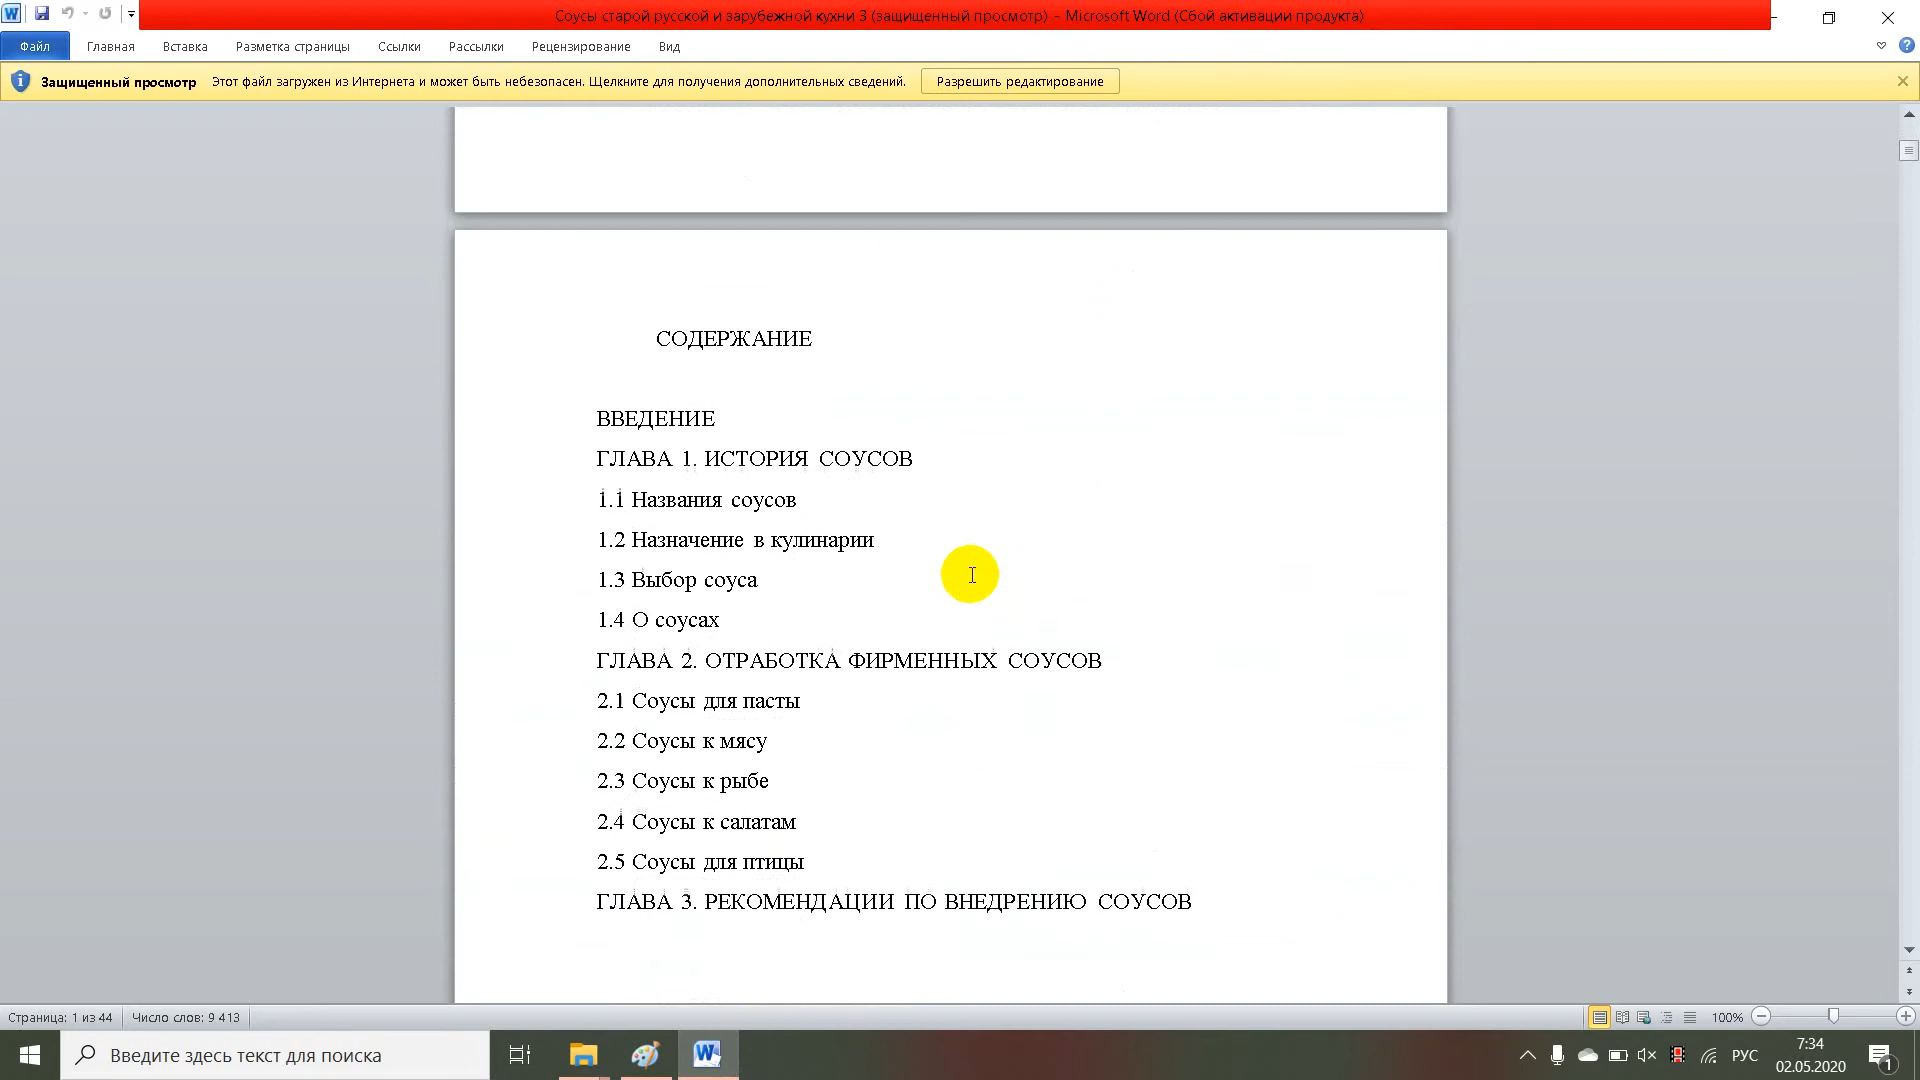 Соусы старой русской и зарубежной кухни 3 (защищенный просмотр) - Microsoft Word (Сбой активации продукта)
Файл Главная Вставка Разметка страницы Ссылки Рассылки Рецензирование Вид
Защищенный просмотр Этот файл загружен из Интернета и может быть небезопасен. Щелкните для получения дополнительных сведений. Разрешить редактирование
СОДЕРЖАНИЕ
ВВЕДЕНИЕ
ГЛАВА 1. ИСТОРИЯ СОУСОВ
1.1 Названия соусов
1.2 Назначение в кулинарии
1.3 Выбор соуса
1.4 О соусах
ГЛАВА 2. ОТРАБОТКА ФИРМЕННЫХ СОУСОВ
2.1 Соусы для пасты
2.2 Соусы к мясу
2.3 Соусы к рыбе
2.4 Соусы к салатам
2.5 Соусы для птицы
ГЛАВА 3. РЕКОМЕНДАЦИИ ПО ВНЕДРЕНИЮ СОУСОВ
Страница: 1 из 44 Число слов: 9 413 100%
Введите здесь текст для поиска РУС 7:34
02.05.2020 1